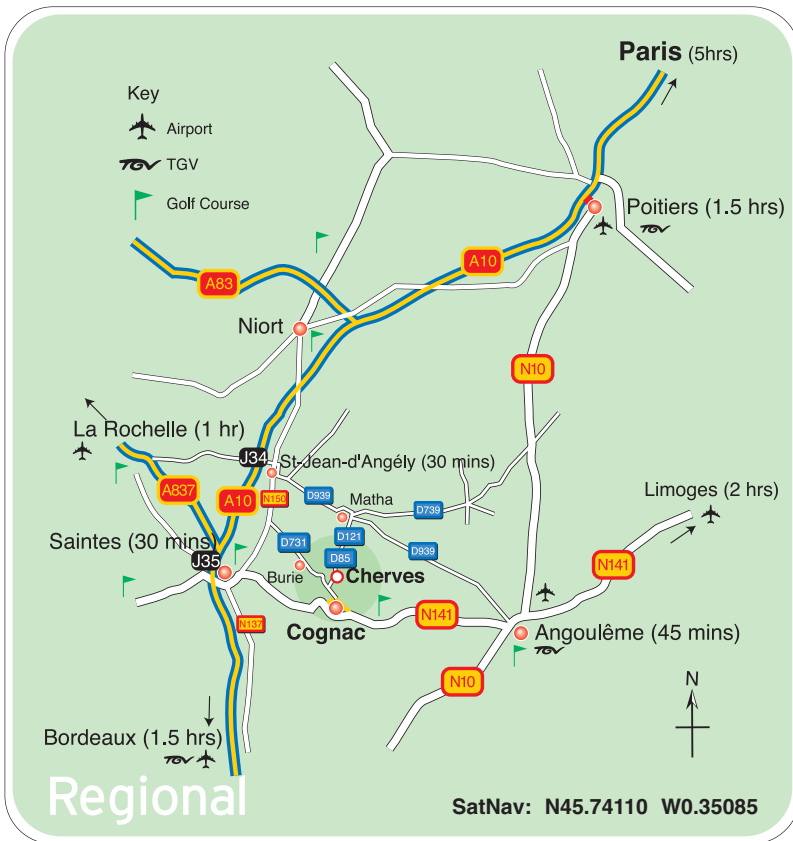 Paris (5hrs)
Key
Airport
TGV TGV
Golf Course
Poitiers (1.5 hrs)
TGV
A10
A83
Niort
N10
La Rochelle (1 hr)
J34
St-Jean-d'Angély (30 mins)
A837
A10
N150
D939
Matha
D739
Limoges (2 hrs)
Saintes (30 mins)
J35
D731
D121
D939
D85
Burie
Cherves
N141
N141
Cognac
N137
Angoulême (45 mins)
TGV
N10
N
Bordeaux (1.5 hrs)
TGV
Regional
SatNav: N45.74110 W0.35085